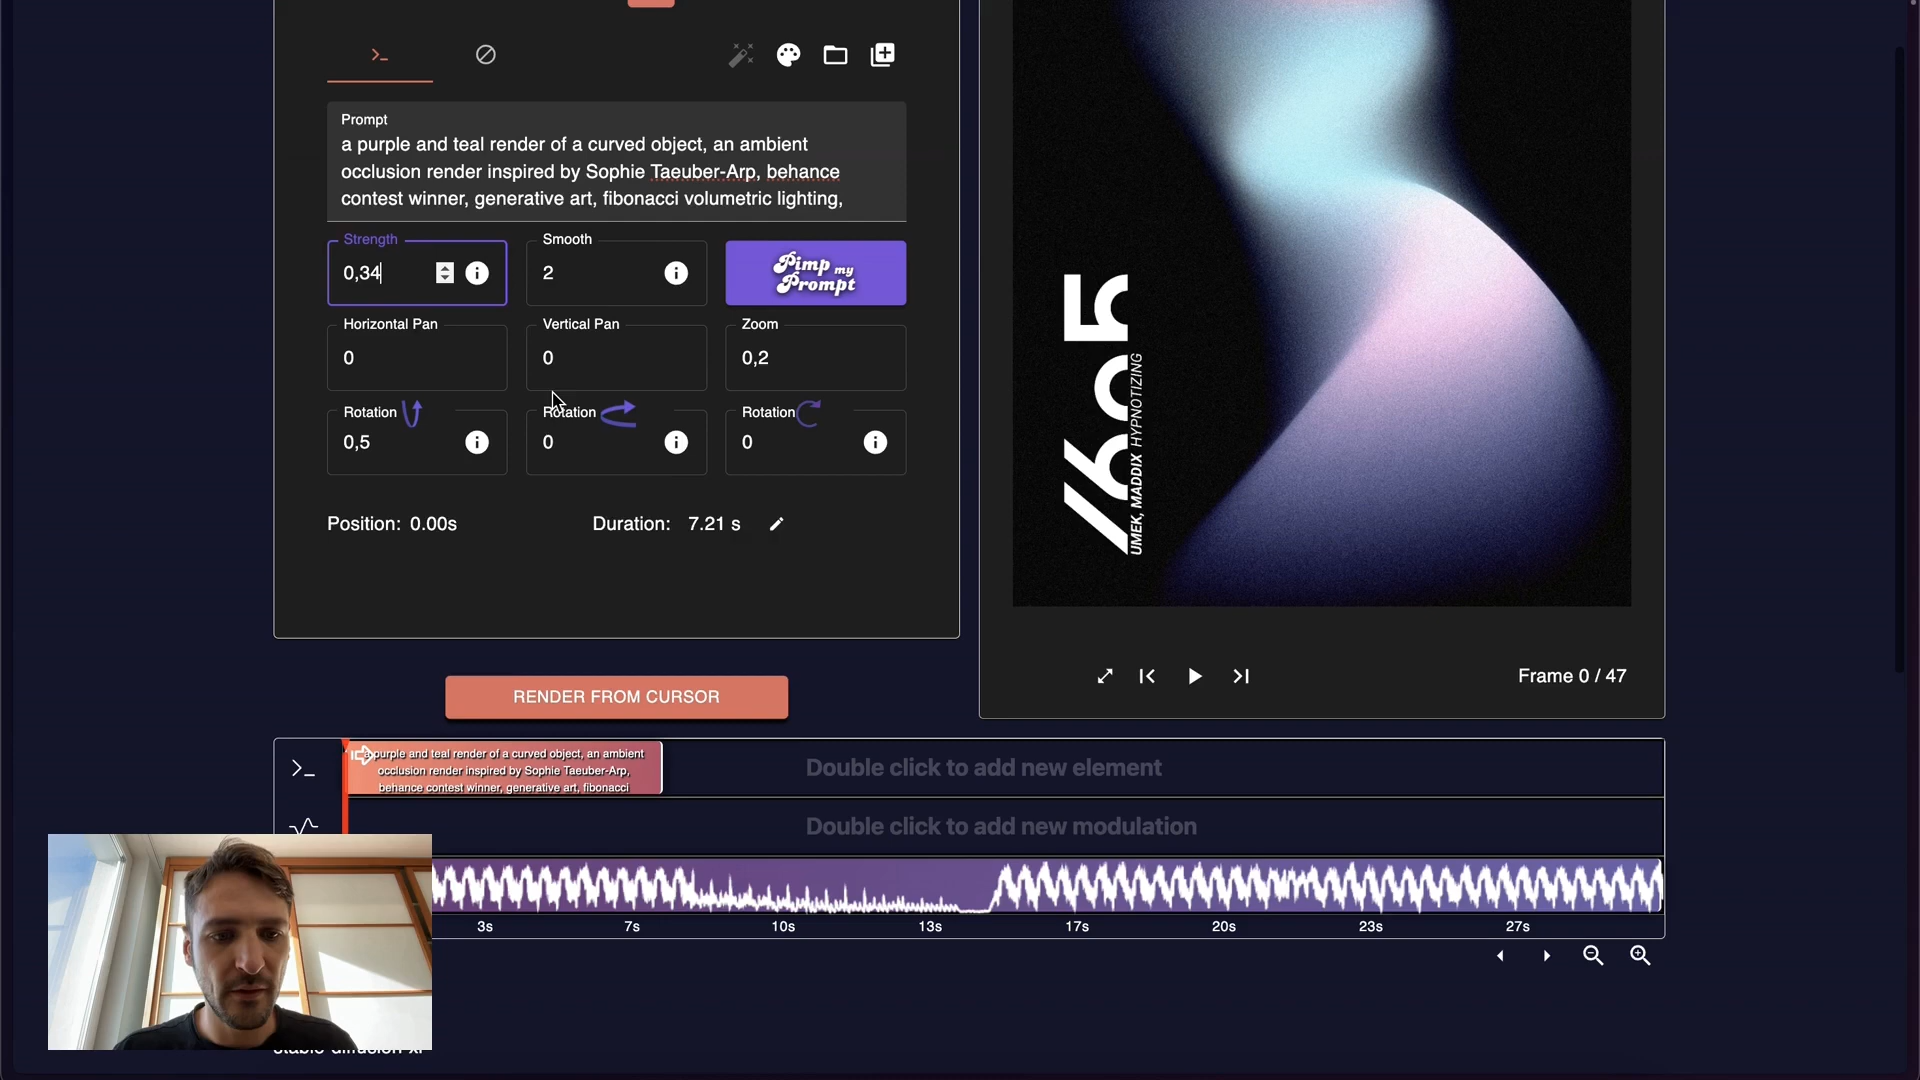 Prompt
a purple and teal render of a curved object, an ambient
occlusion render inspired by Sophie Taeuber-Arp, behance
contest winner, generative art, fibonacci volumetric lighting,
Strength
0,34
Smooth
2
Pimp my
Prompt
Horizontal Pan
0
Vertical Pan
0
Zoom
0,2
Rotation
0,5
Rotation
0
Rotation
0
Position: 0.00s
Duration: 7.21 s
1605
UMEK, MADDIX HYPNOTIZING
Frame 0 / 47
RENDER FROM CURSOR
a purple and teal render of a curved object, an ambient
occlusion render inspired by Sophie Taeuber-Arp,
behance contest winner, generative art, fibonacci
Double click to add new element
Double click to add new modulation
3s 7s 10s 13s 17s 20s 23s 27s